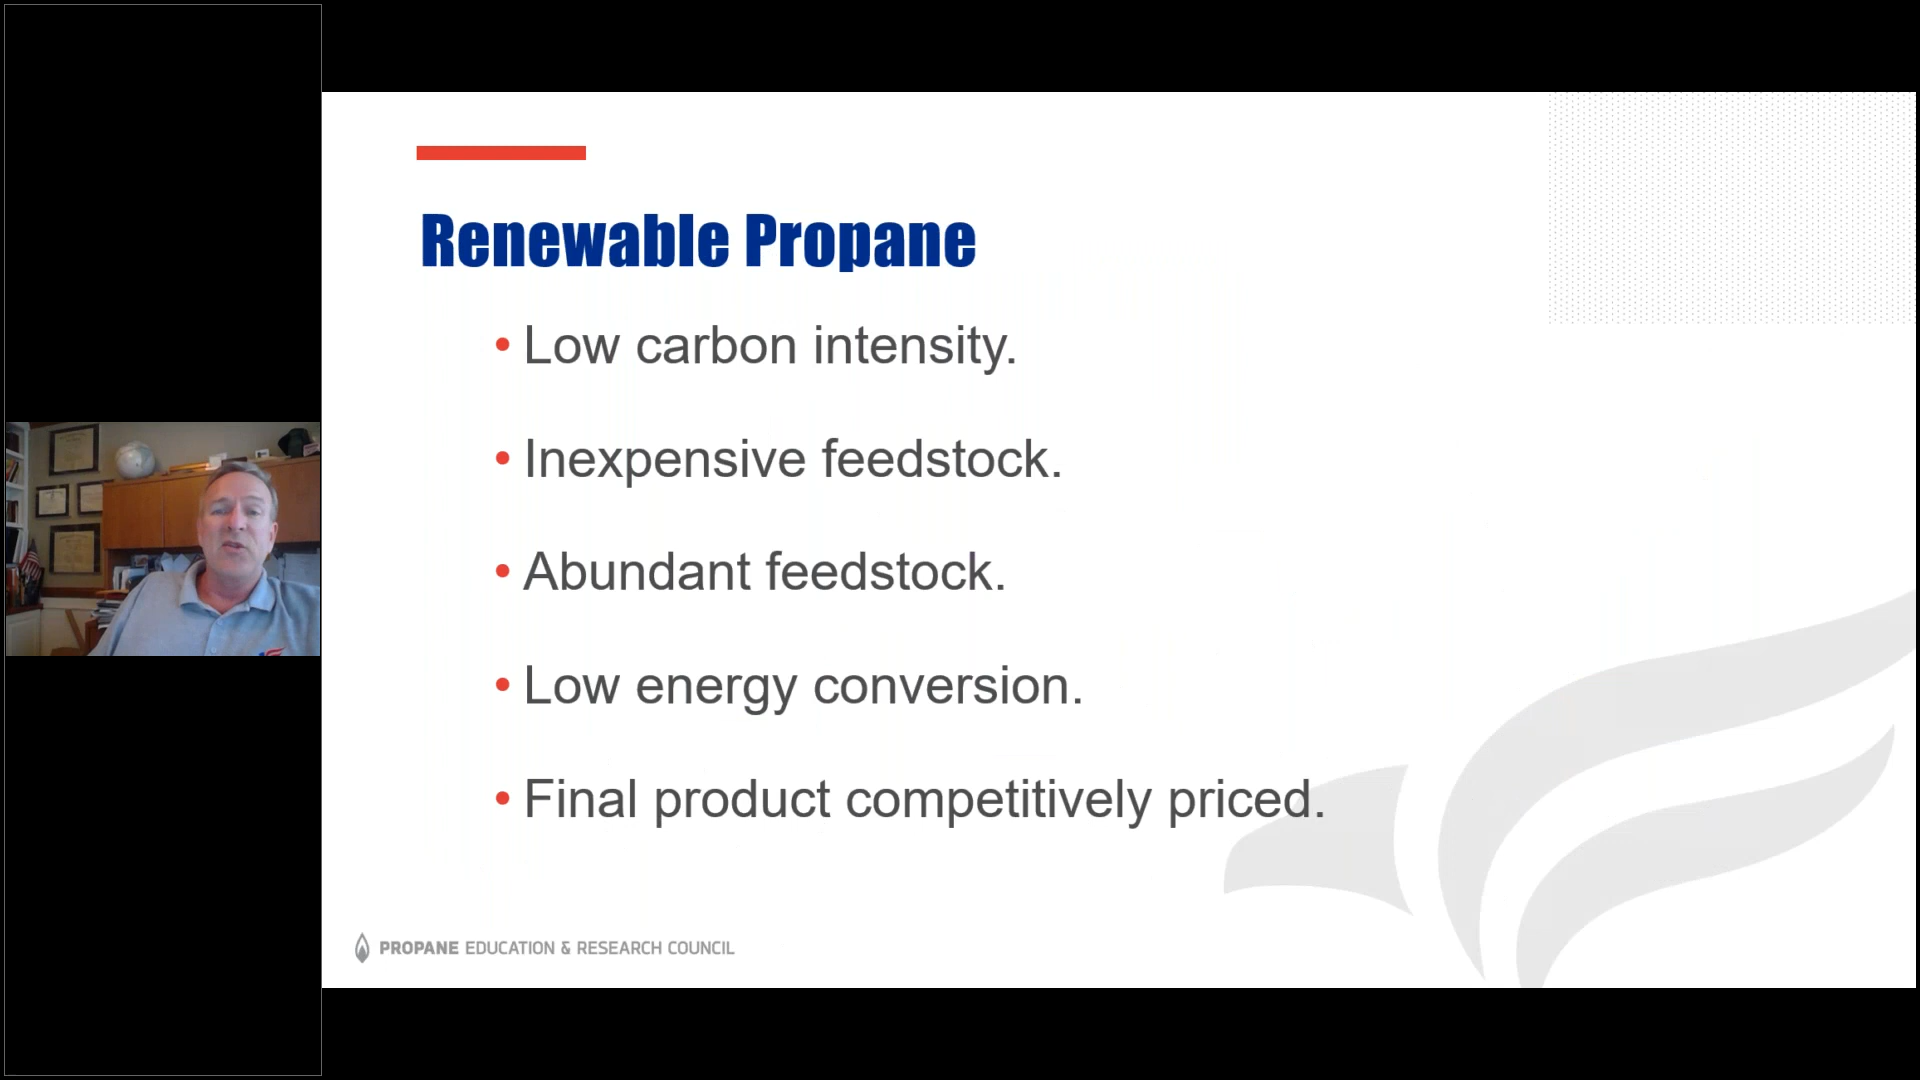 Renewable Propane
• Low carbon intensity.
• Inexpensive feedstock.
• Abundant feedstock.
• Low energy conversion.
• Final product competitively priced.
PROPANE EDUCATION & RESEARCH COUNCIL